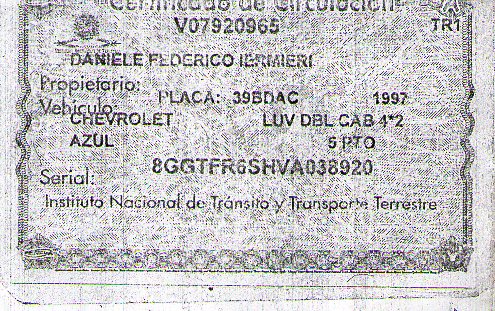 Certificado de Circulación
V07920965
TR1
DANIELE FEDERICO IERMIERI
Propietario:
PLACA: 39BDAC 1997
Vehículo:
CHEVROLET LUV DBL CAB 4*2
AZUL 5 PTO
8GGTFR6SHVA038920
Serial:
Instituto Nacional de Tránsito y Transporte Terrestre